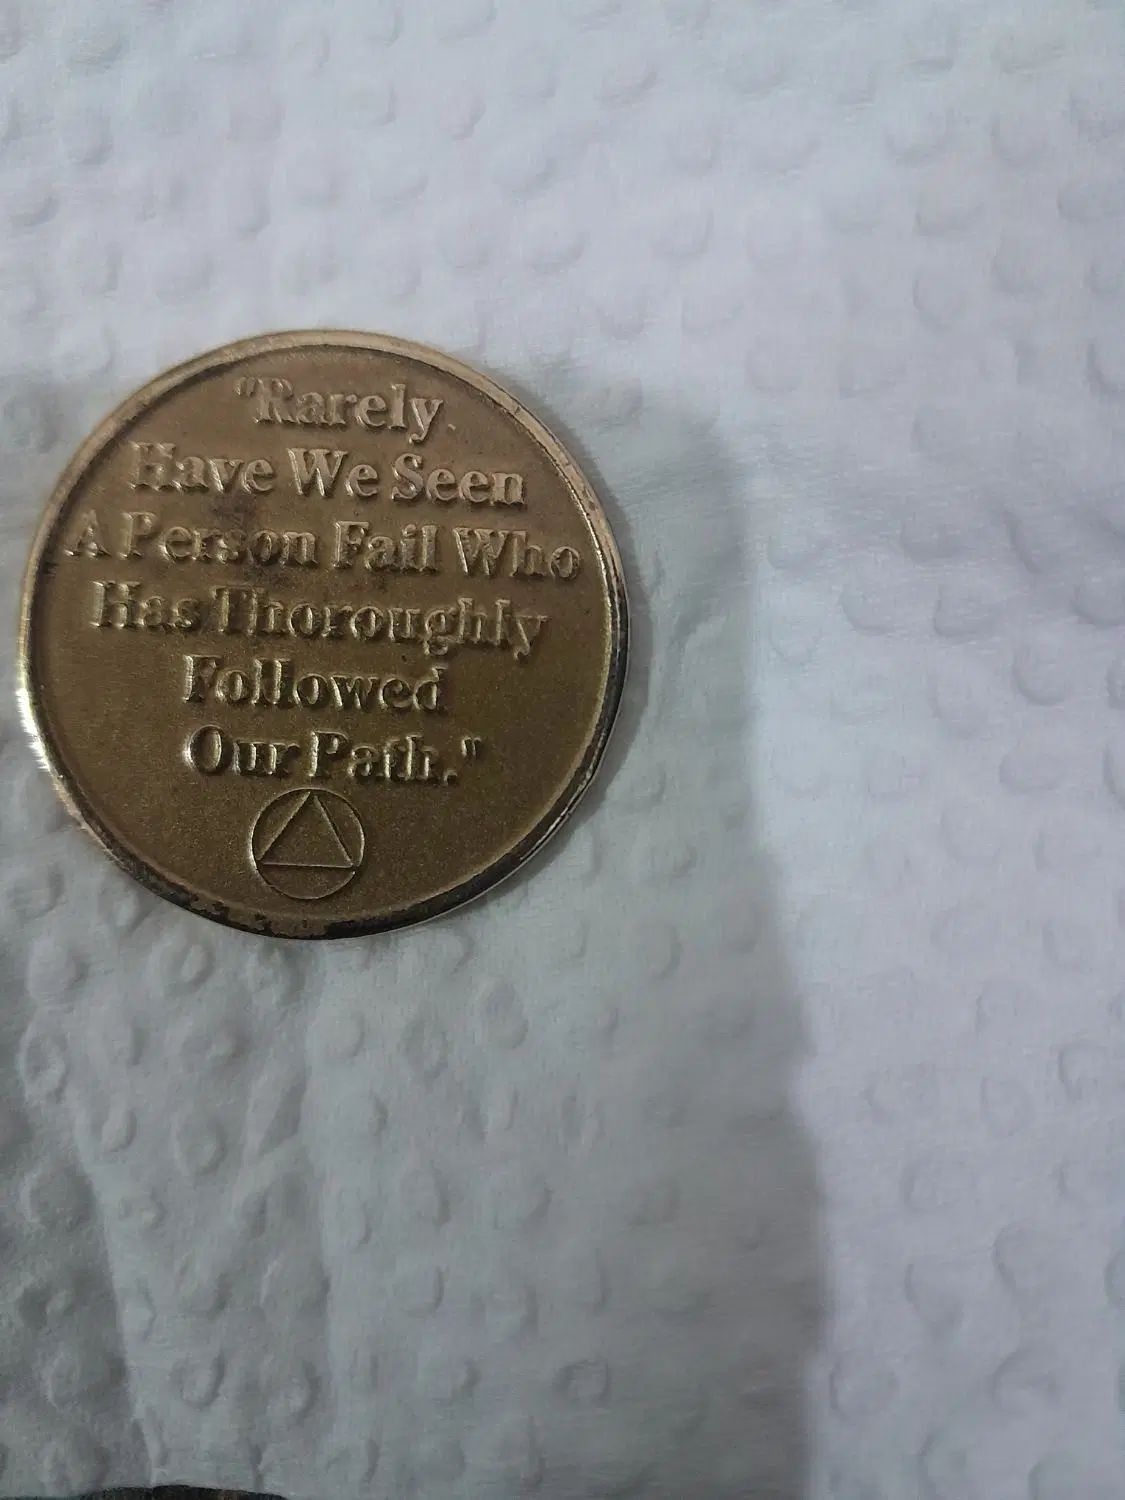 "Rarely
Have We Seen
A Person Fail Who
Has Thoroughly
Followed
Our Path."